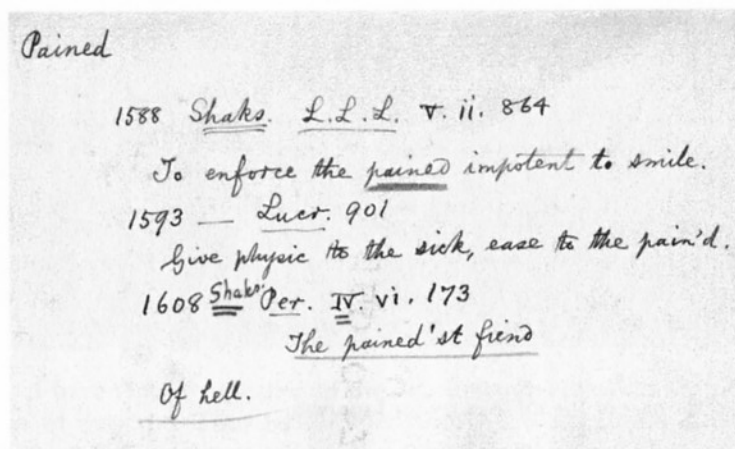 Pained
1588 Shaks. L.L.L. V. ii. 864
To enforce the pained impotent to smile.
1593 — Lucr. 901
Give physic to the sick, ease to the pain'd.
1608 Shaks. Per. IV vi. 173
The pained'st fiend
Of hell.